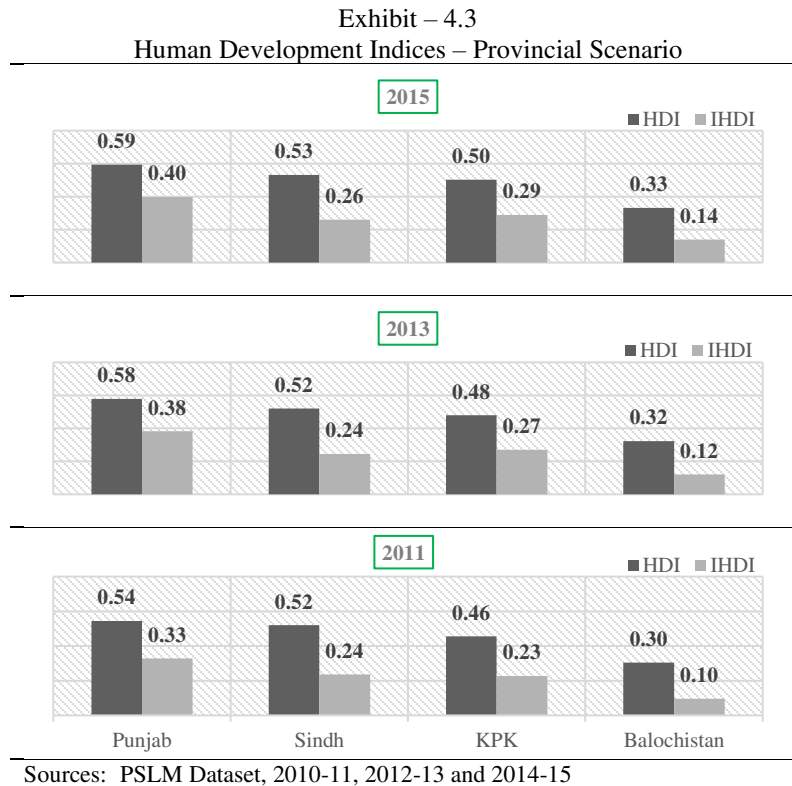 Exhibit – 4.3
Human Development Indices – Provincial Scenario
2015
HDI IHDI
0.59 0.40 0.53 0.26 0.50 0.29 0.33 0.14
2013
HDI IHDI
0.58 0.38 0.52 0.24 0.48 0.27 0.32 0.12
2011
HDI IHDI
0.54 0.33 0.52 0.24 0.46 0.23 0.30 0.10
Punjab Sindh KPK Balochistan
Sources: PSLM Dataset, 2010-11, 2012-13 and 2014-15